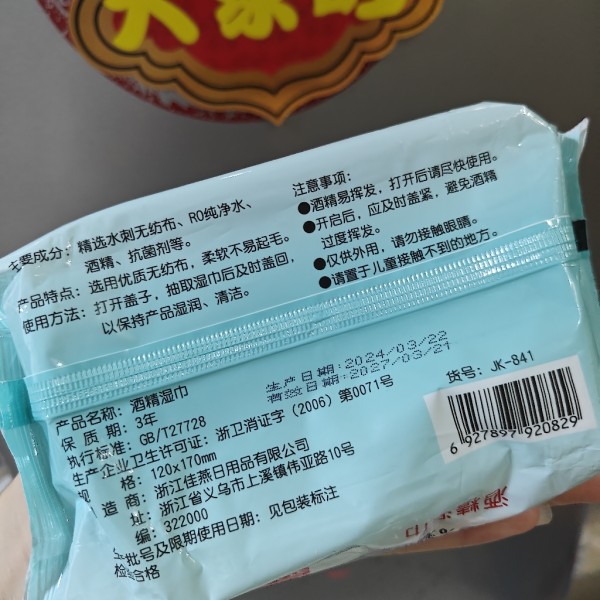 主要成分：精选水刺无纺布、RO纯净水、
酒精、抗菌剂等。
产品特点：选用优质无纺布，柔软不易起毛。
使用方法：打开盖子，抽取湿巾后及时盖回，
以保持产品湿润、清洁。
注意事项：
●酒精易挥发，打开后请尽快使用。
●开启后，应及时盖紧，避免酒精
过度挥发。
●仅供外用，请勿接触眼睛。
●请置于儿童接触不到的地方。
生产日期:2024/03/22
有效日期:2027/03/21
产品名称：酒精湿巾
保质期：3年
执行标准：GB/T27728
生产企业卫生许可证：浙卫消证字（2006）第0071号
规格：120x170mm
制造商：浙江佳燕日用品有限公司
地址：浙江省义乌市上溪镇伟亚路10号
邮编：322000
生产批号及限期使用日期：见包装标注
检验合格
货号：JK-841
6 927897 920829